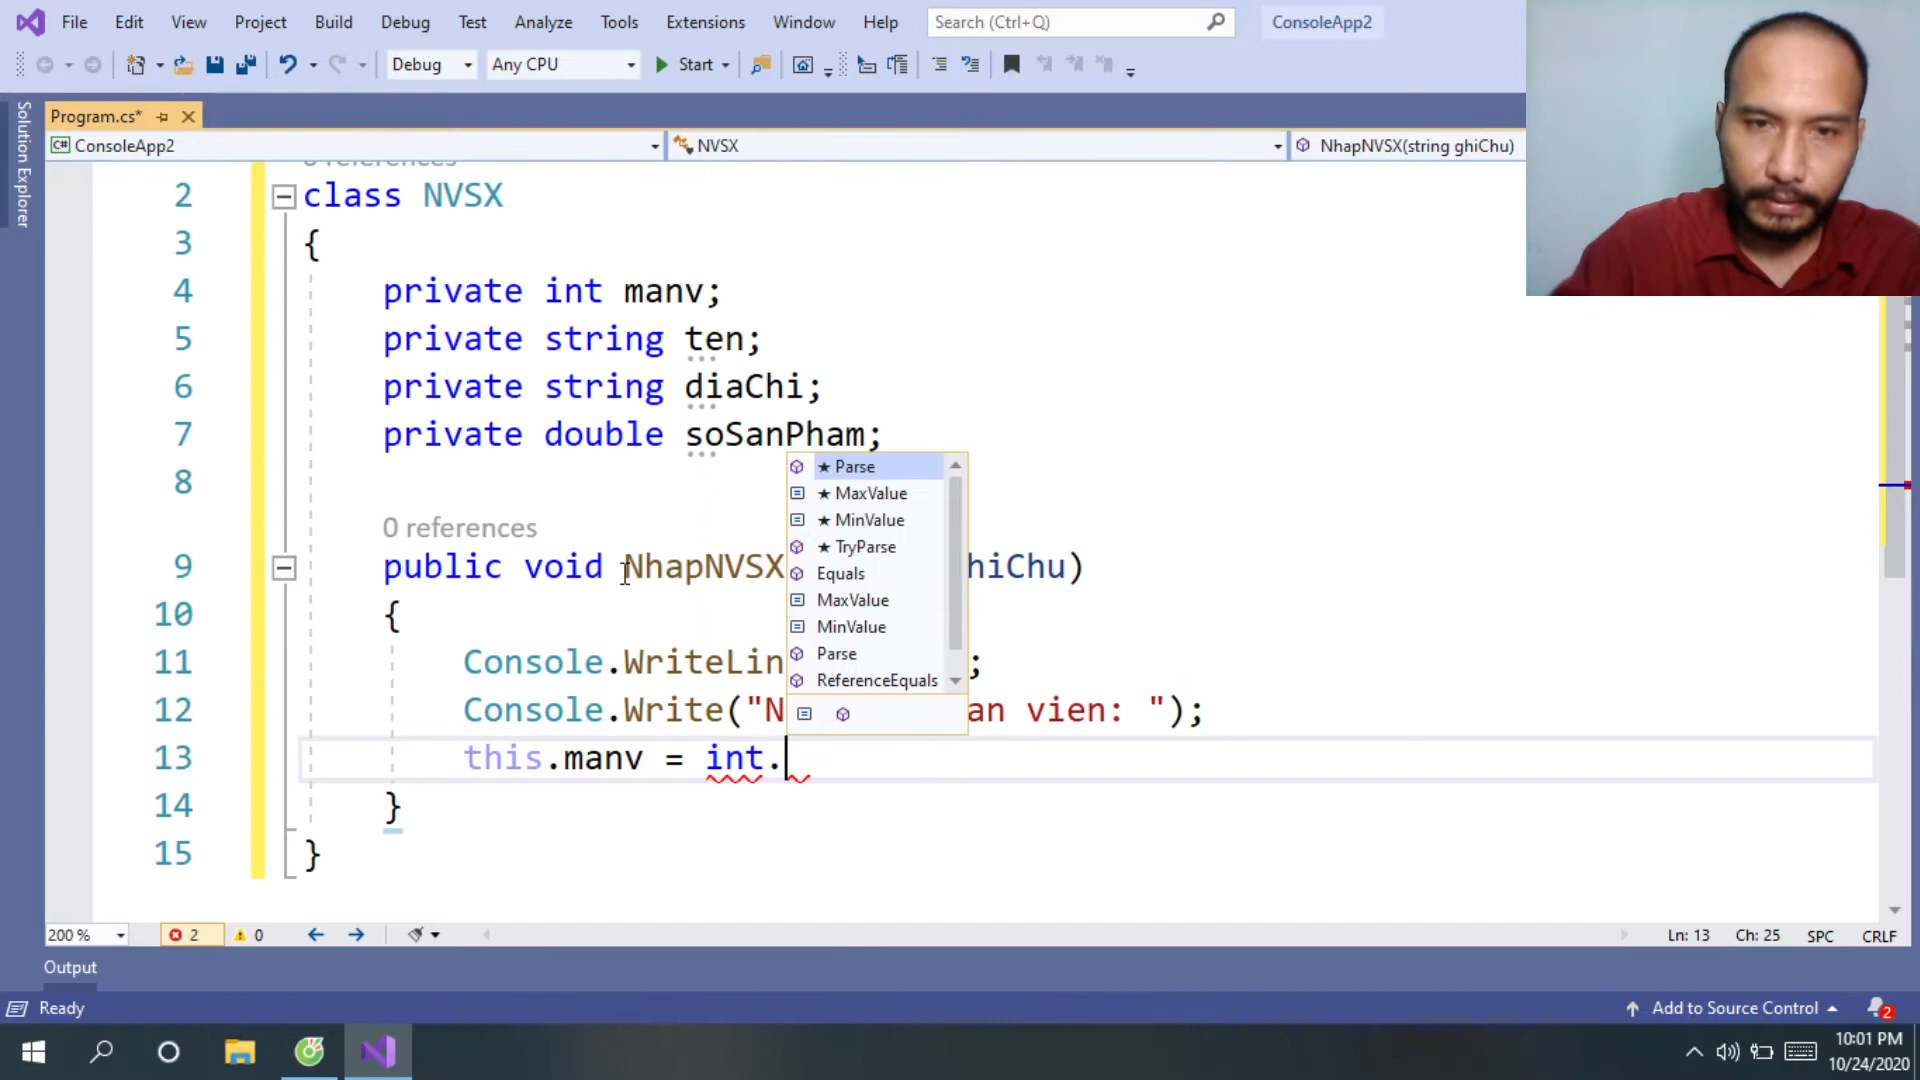 File Edit View Project Build Debug Test Analyze Tools Extensions Window Help Search (Ctrl+Q) ConsoleApp2
Debug Any CPU Start
Solution Explorer
Program.cs*
C# ConsoleApp2 NVSX NhapNVSX(string ghiChu)
2 class NVSX
3 {
4 private int manv;
5 private string ten;
6 private string diaChi;
7 private double soSanPham;
8
0 references
9 public void NhapNVSX hiChu)
10 {
11 Console.WriteLin ;
12 Console.Write("N an vien: ");
13 this.manv = int.
14 }
15 }
★ Parse
★ MaxValue
★ MinValue
★ TryParse
Equals
MaxValue
MinValue
Parse
ReferenceEquals
200 % 2 0 Ln: 13 Ch: 25 SPC CRLF
Output
Ready Add to Source Control 2
10:01 PM
10/24/2020